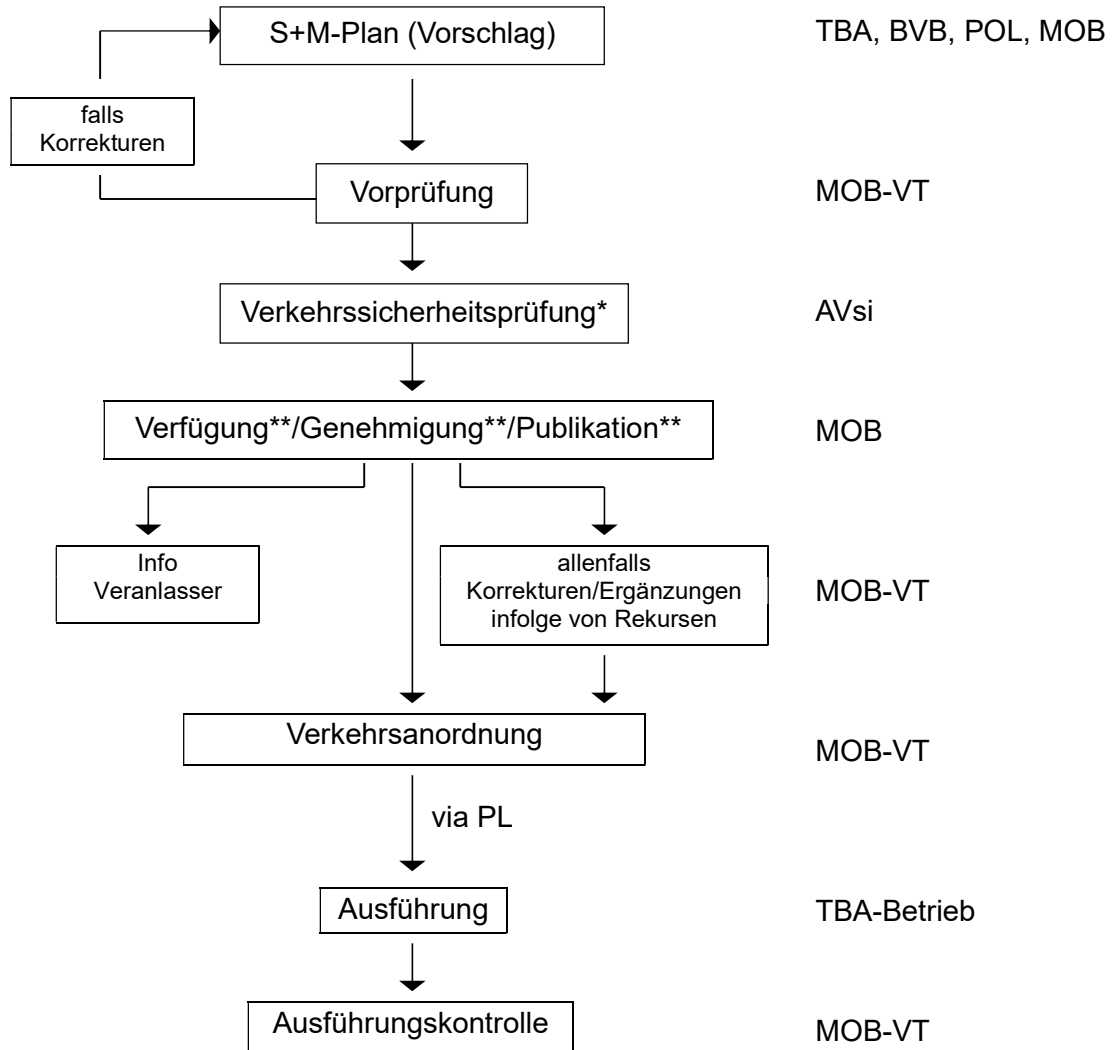 S+M-Plan (Vorschlag)
TBA, BVB, POL, MOB
falls
Korrekturen
Vorprüfung
MOB-VT
Verkehrssicherheitsprüfung*
AVsi
Verfügung**/Genehmigung**/Publikation**
MOB
Info
Veranlasser
allenfalls
Korrekturen/Ergänzungen
infolge von Rekursen
MOB-VT
Verkehrsanordnung
MOB-VT
via PL
Ausführung
TBA-Betrieb
Ausführungskontrolle
MOB-VT